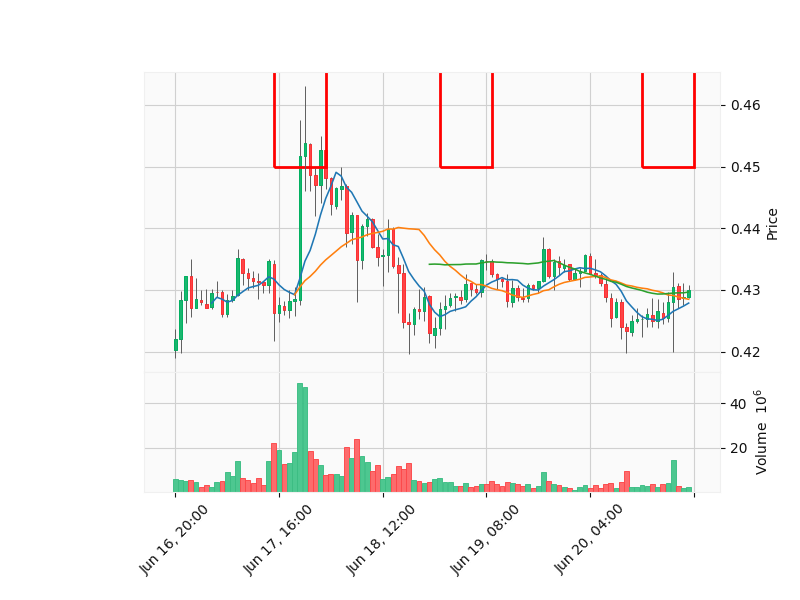 0.46
0.45
0.44
0.43
0.42
Price
40
20
Volume 10^6
Jun 16, 20:00
Jun 17, 16:00
Jun 18, 12:00
Jun 19, 08:00
Jun 20, 04:00